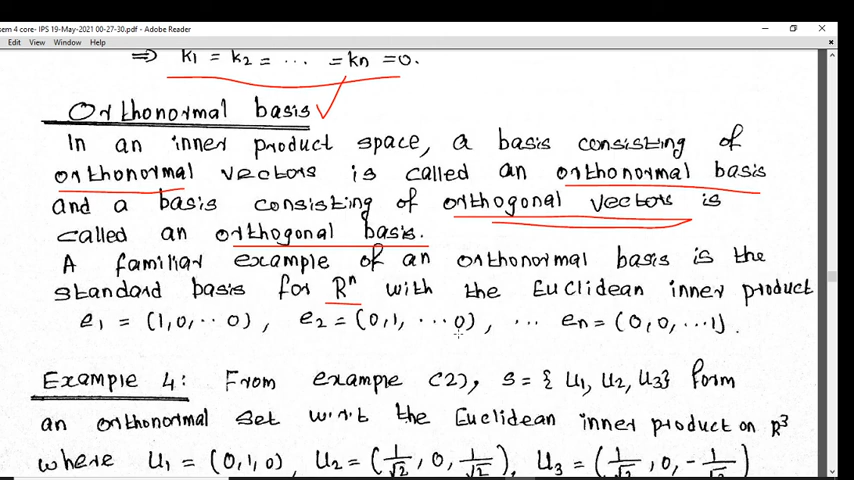 sem 4 core- IPS 19-May-2021 00-27-30.pdf - Adobe Reader
Edit View Window Help
⇒ k1 = k2 = ... = kn = 0.
Orthonormal basis
In an inner product space, a basis consisting of
orthonormal vectors is called an orthonormal basis
and a basis consisting of orthogonal vectors is
called an orthogonal basis.
A familiar example of an orthonormal basis is the
standard basis for Rⁿ with the Euclidean inner product
e1 = (1,0,..0), e2 = (0,1, ...0), ... en = (0,0,...1).
Example 4: From example (2), S = { u1, u2, u3} form
an orthonormal set w.r.t the Euclidean inner product on R³
where u1 = (0,1,0), u2 = (1/√2, 0, 1/√2), u3 = (1/√2, 0, -1/√2)